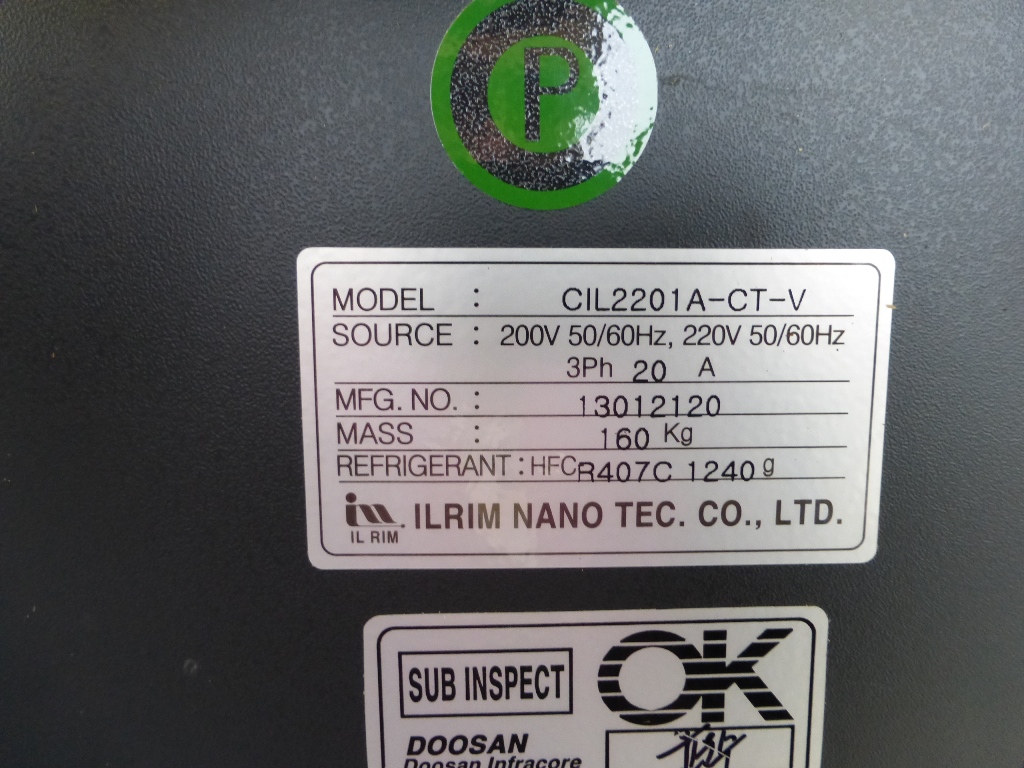 P
MODEL : CIL2201A-CT-V
SOURCE : 200V 50/60Hz, 220V 50/60Hz
3Ph 20 A
MFG. NO. : 13012120
MASS : 160 Kg
REFRIGERANT : HFC R407C 1240 g
IL RIM
ILRIM NANO TEC. CO., LTD.
SUB INSPECT
OK
DOOSAN
Doosan Infracore